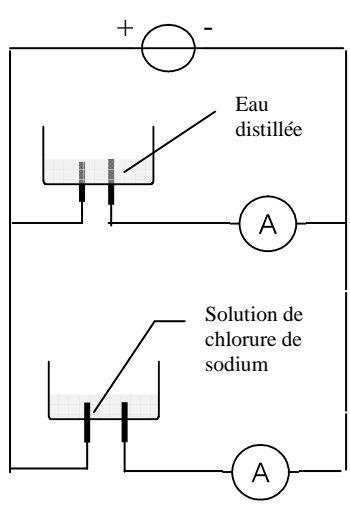 + -
Eau
distillée
A
Solution de
chlorure de
sodium
A